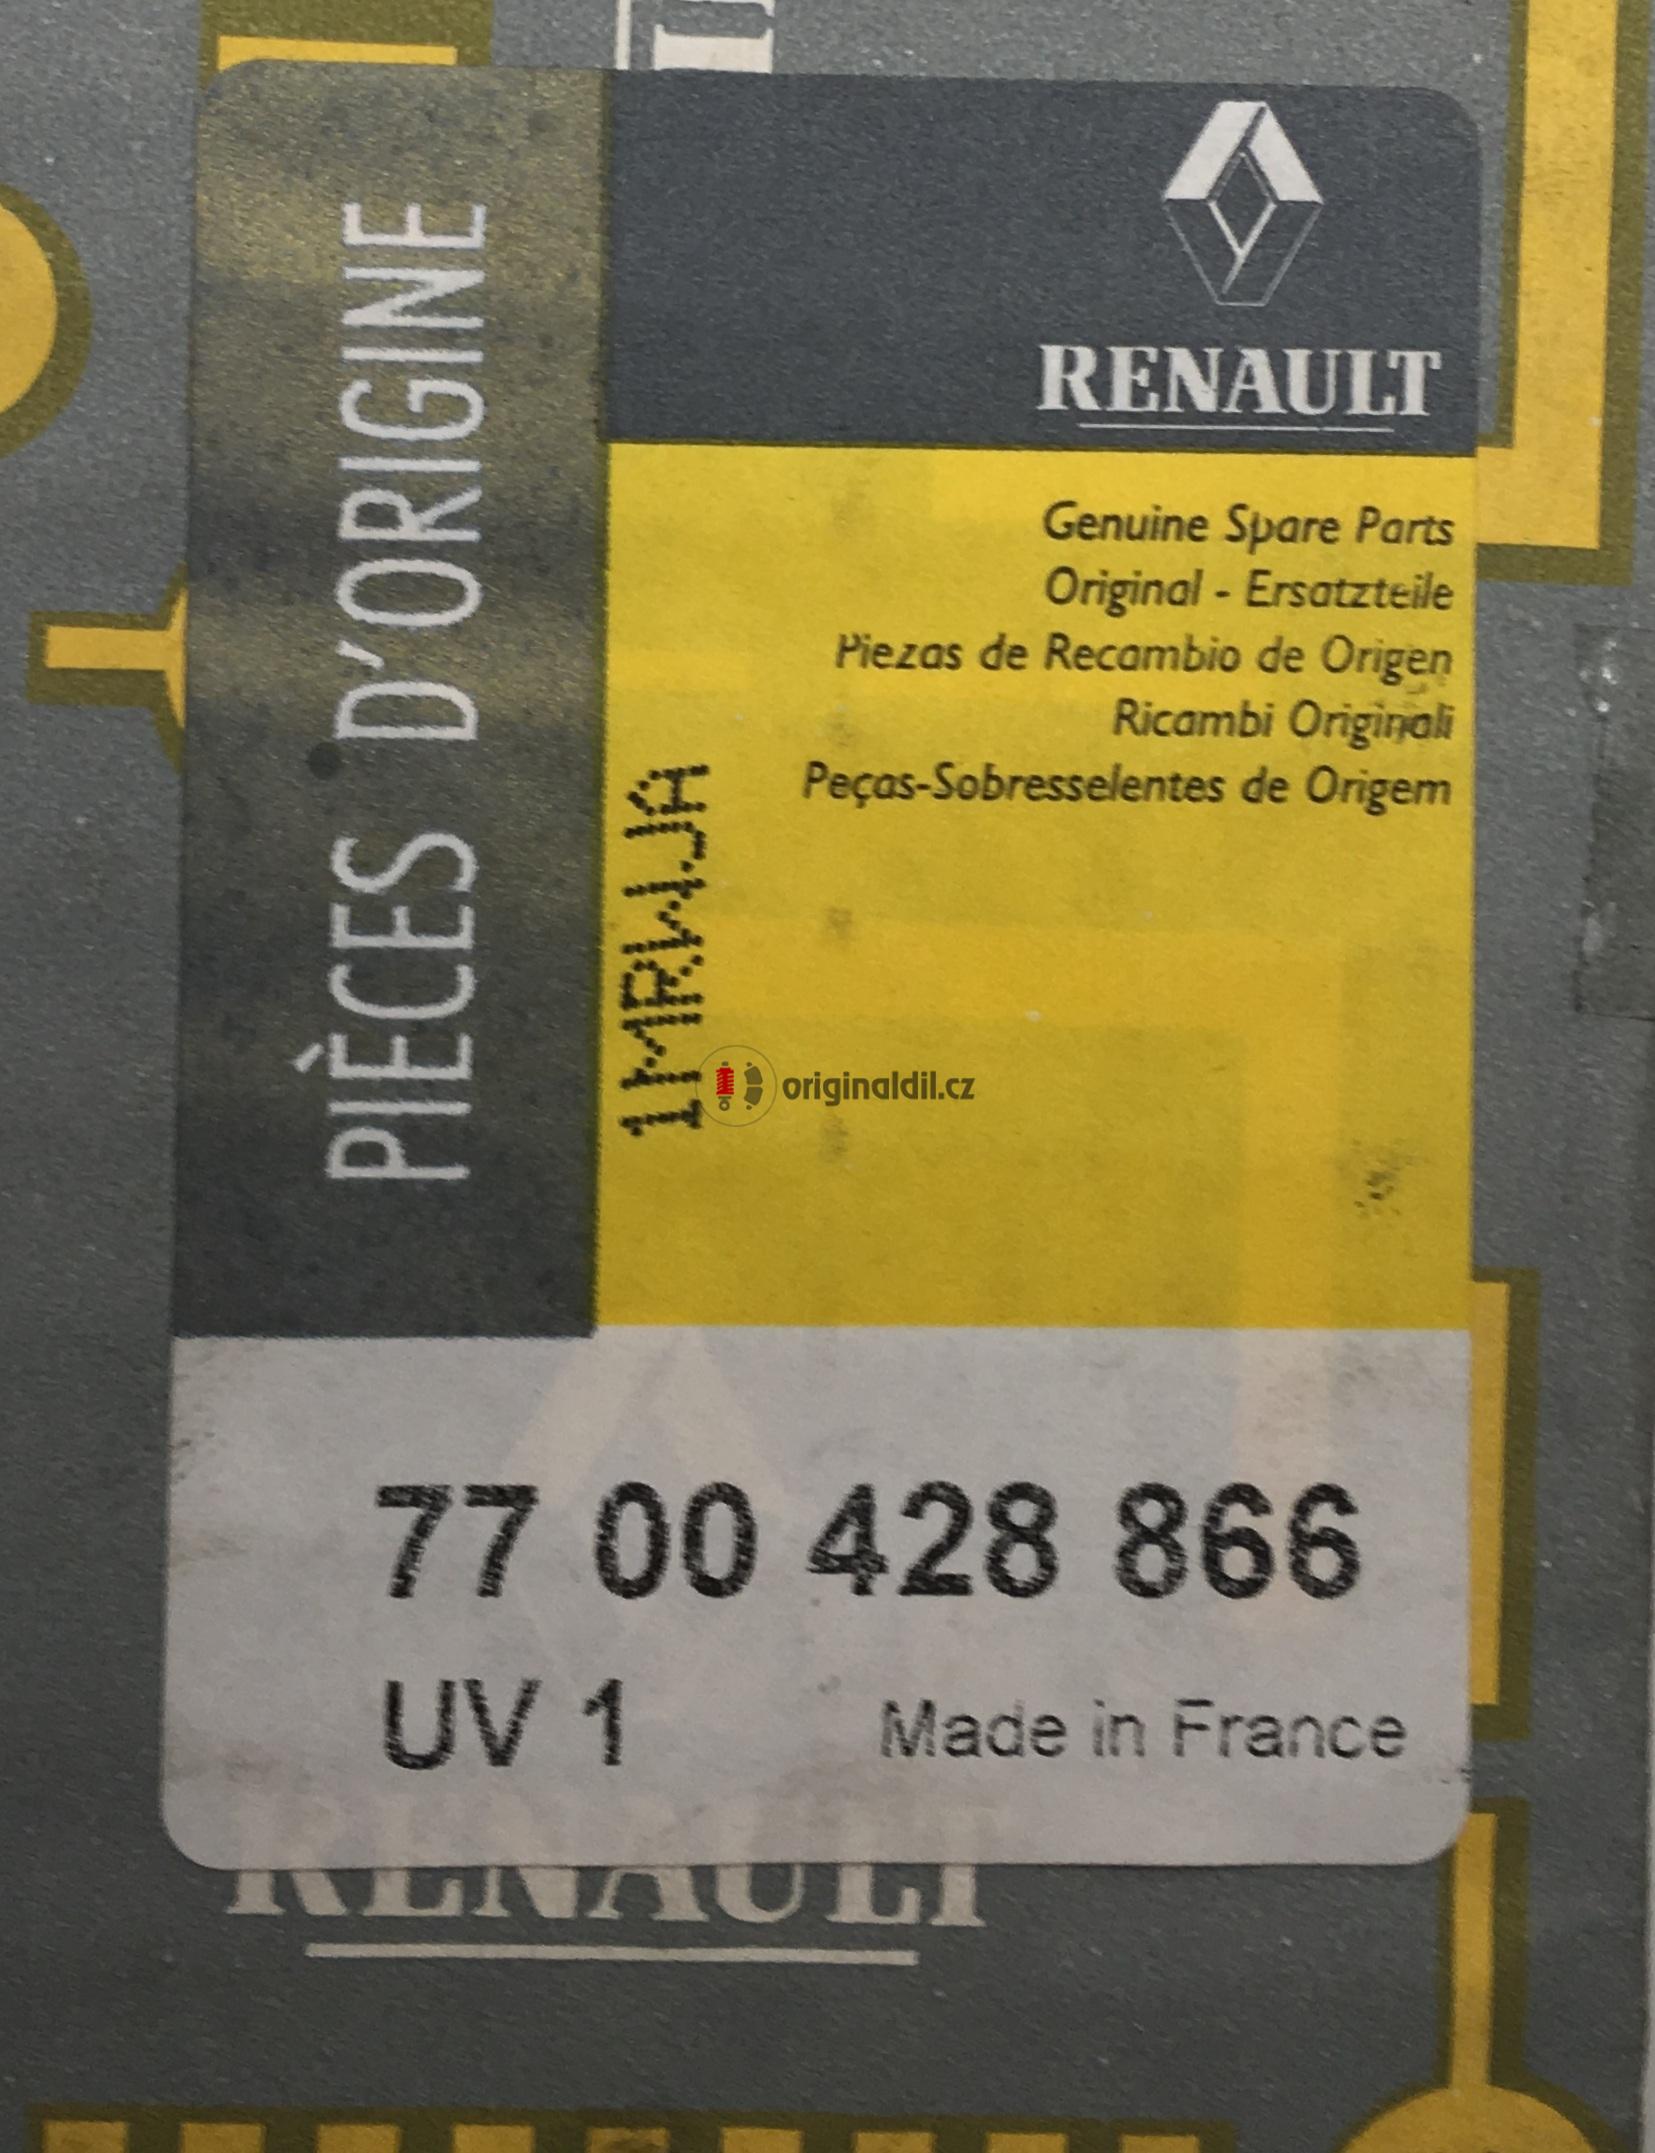 PIÈCES D'ORIGINE
RENAULT
Genuine Spare Parts
Original - Ersatzteile
Piezas de Recambio de Origen
Ricambi Originali
Peças-Sobresselentes de Origem
originaldil.cz
77 00 428 866
UV 1 Made in France
RENAULT